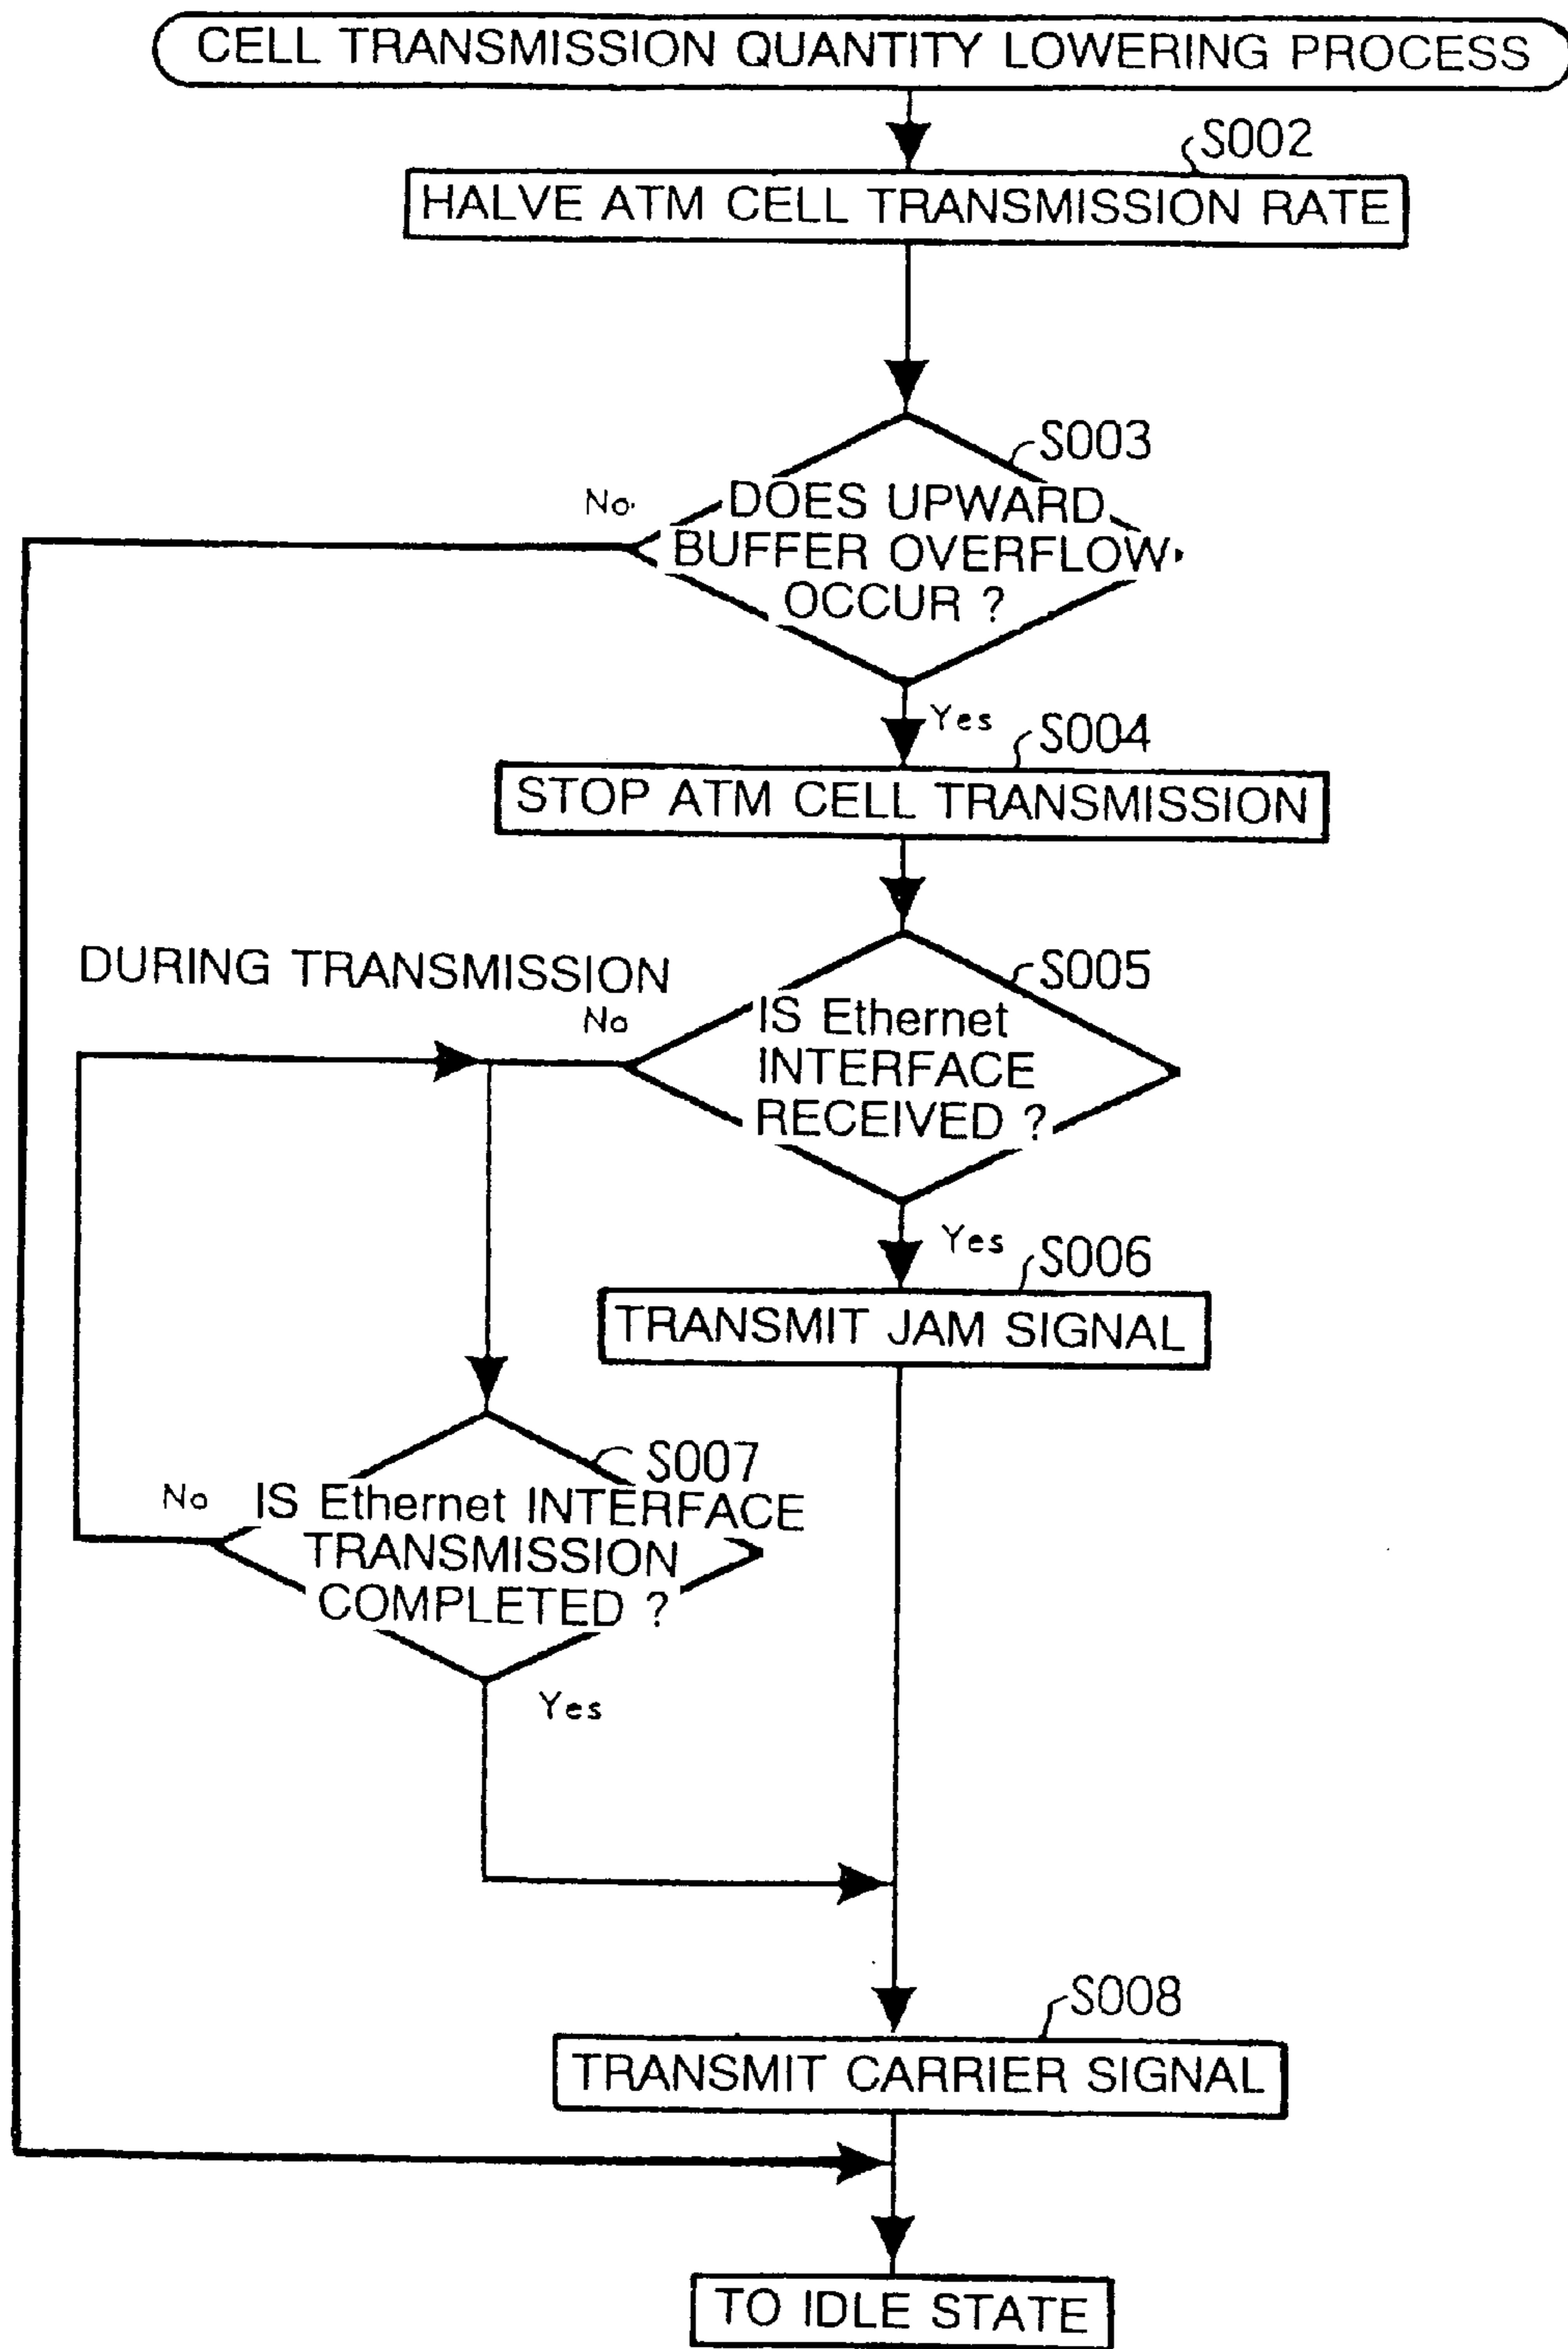 CELL TRANSMISSION QUANTITY LOWERING PROCESS
S002
HALVE ATM CELL TRANSMISSION RATE
S003
No
DOES UPWARD
BUFFER OVERFLOW
OCCUR ?
Yes
S004
STOP ATM CELL TRANSMISSION
DURING TRANSMISSION
S005
No
IS Ethernet
INTERFACE
RECEIVED ?
Yes
S006
TRANSMIT JAM SIGNAL
S007
No
IS Ethernet INTERFACE
TRANSMISSION
COMPLETED ?
Yes
S008
TRANSMIT CARRIER SIGNAL
TO IDLE STATE